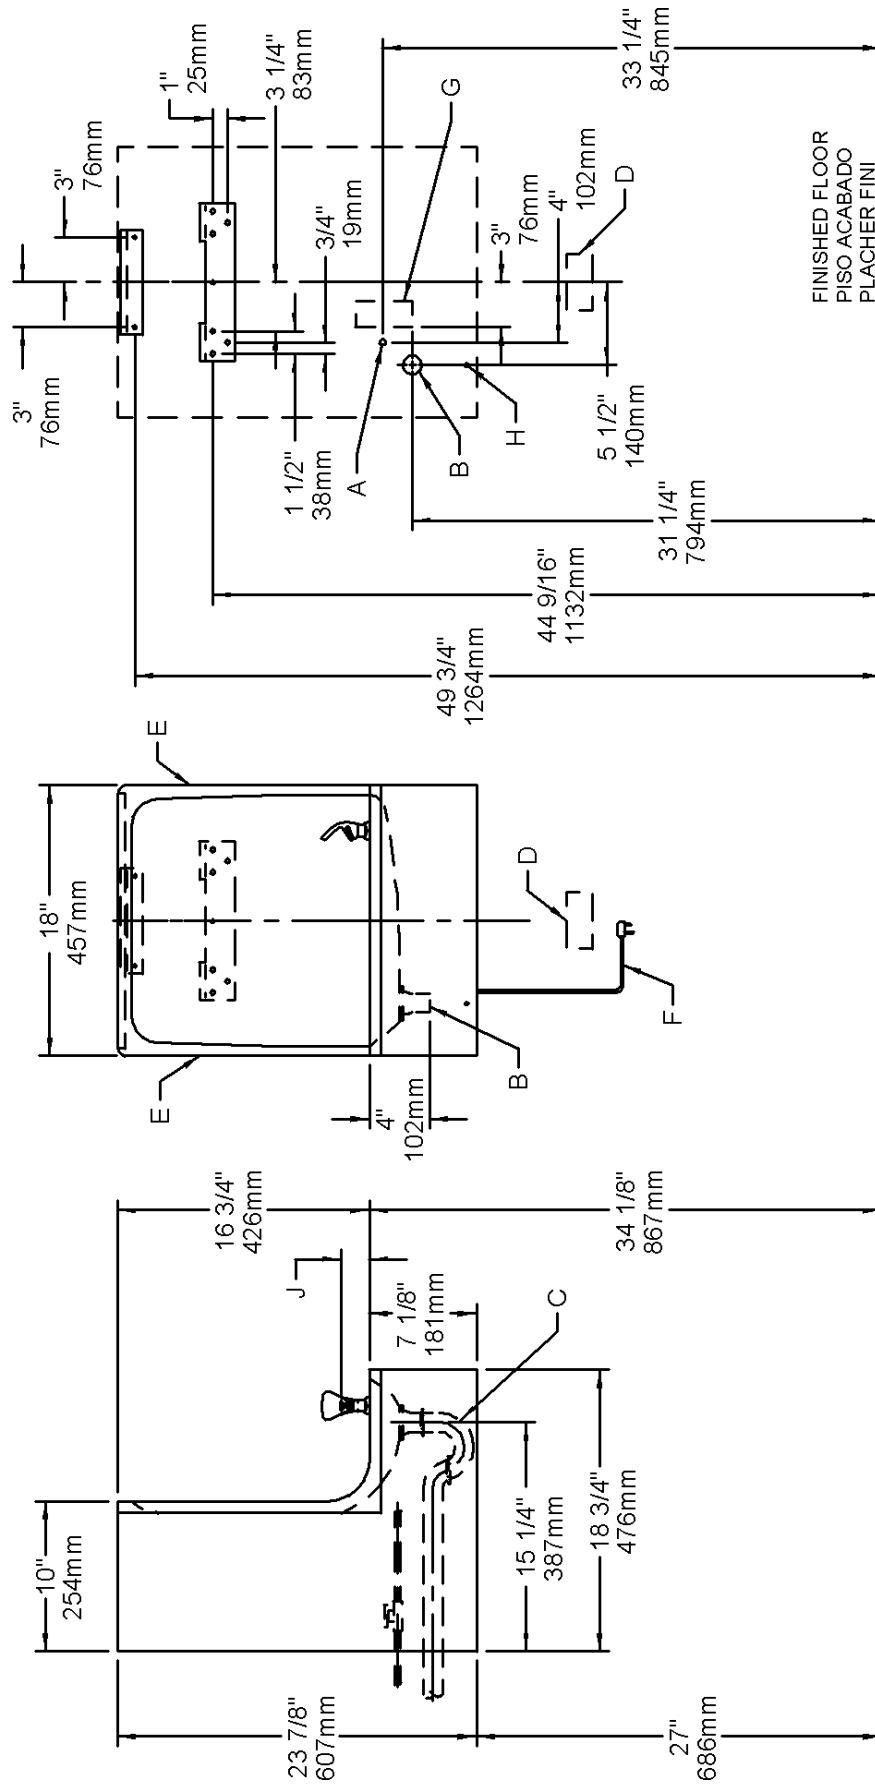 10"
254mm
23 7/8"
607mm
27"
686mm
15 1/4"
387mm
18 3/4"
476mm
7 1/8"
181mm
C
J
16 3/4"
426mm
34 1/8"
867mm
18"
457mm
E
E
4"
102mm
B
D
F
3"
76mm
3"
76mm
1"
25mm
3 1/4"
83mm
3/4"
19mm
1 1/2"
38mm
A
B
H
G
3"
76mm
4"
102mm
D
5 1/2"
140mm
49 3/4"
1264mm
44 9/16"
1132mm
31 1/4"
794mm
33 1/4"
845mm
FINISHED FLOOR
PISO ACABADO
PLACHER FINI